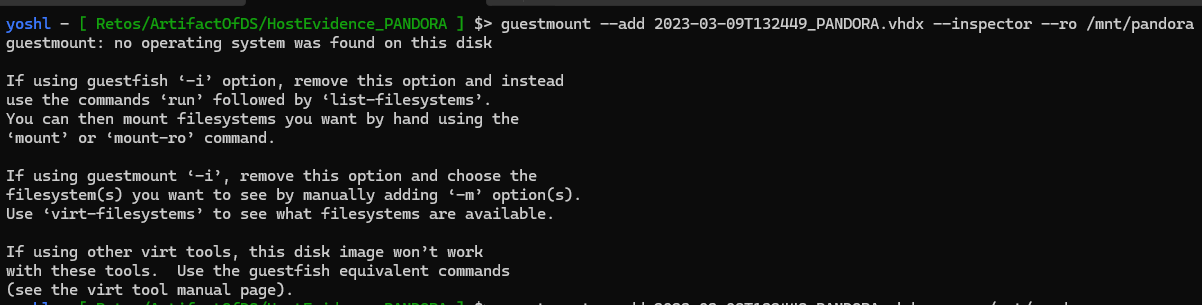 yoshl - [ Retos/ArtifactOfDS/HostEvidence_PANDORA ] $> guestmount --add 2023-03-09T132449_PANDORA.vhdx --inspector --ro /mnt/pandora
guestmount: no operating system was found on this disk
If using guestfish ‘-i’ option, remove this option and instead
use the commands ‘run’ followed by ‘list-filesystems’.
You can then mount filesystems you want by hand using the
‘mount’ or ‘mount-ro’ command.
If using guestmount ‘-i’, remove this option and choose the
filesystem(s) you want to see by manually adding ‘-m’ option(s).
Use ‘virt-filesystems’ to see what filesystems are available.
If using other virt tools, this disk image won’t work
with these tools.  Use the guestfish equivalent commands
(see the virt tool manual page).